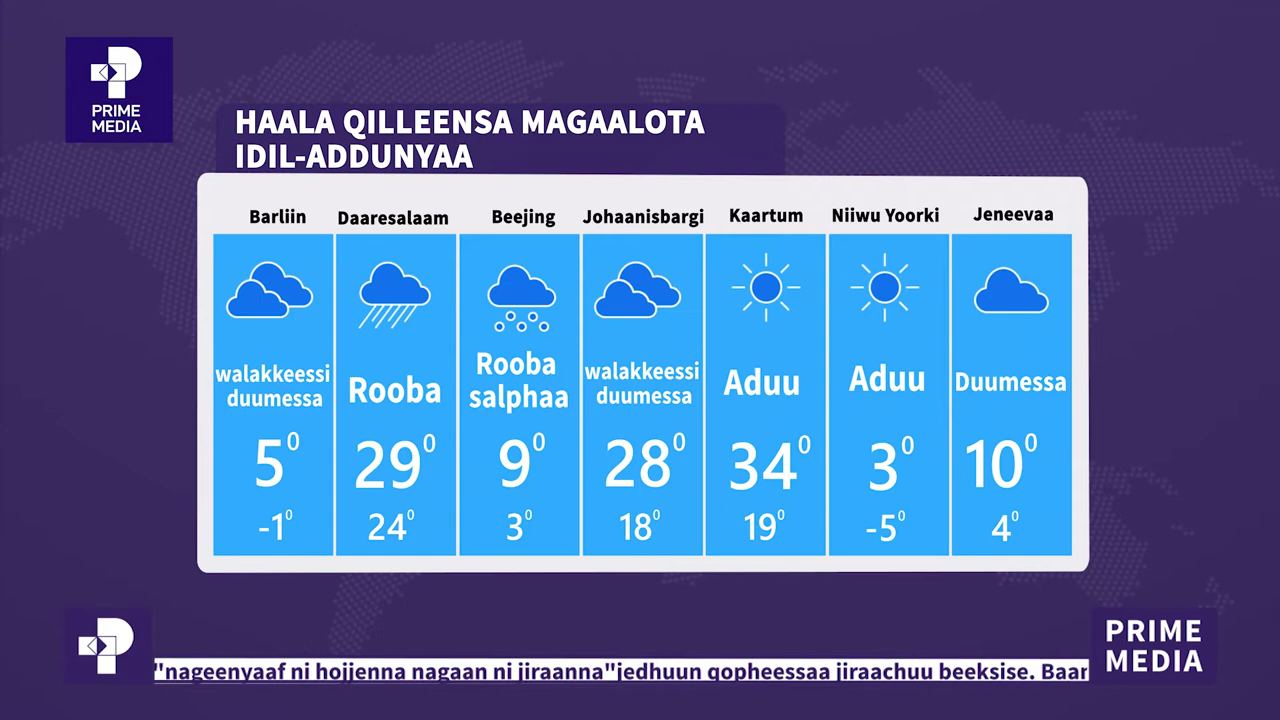 PRIME
MEDIA
HAALA QILLEENSA MAGAALOTA
IDIL-ADDUNYAA
Barliin
Daaresalaam
Beejing
Johaanisbargi
Kaartum
Niiwu Yoorki
Jeneevaa
walakkeessi
duumessa
Rooba
Rooba
salphaa
walakkeessi
duumessa
Aduu
Aduu
Duumessa
5⁰
29⁰
9⁰
28⁰
34⁰
3⁰
10⁰
-1⁰
24⁰
3⁰
18⁰
19⁰
-5⁰
4⁰
"nageenyaaf ni hojjenna nagaan ni jiraanna"jedhuun qopheessaa jiraachuu beeksise. Baar
PRIME
MEDIA